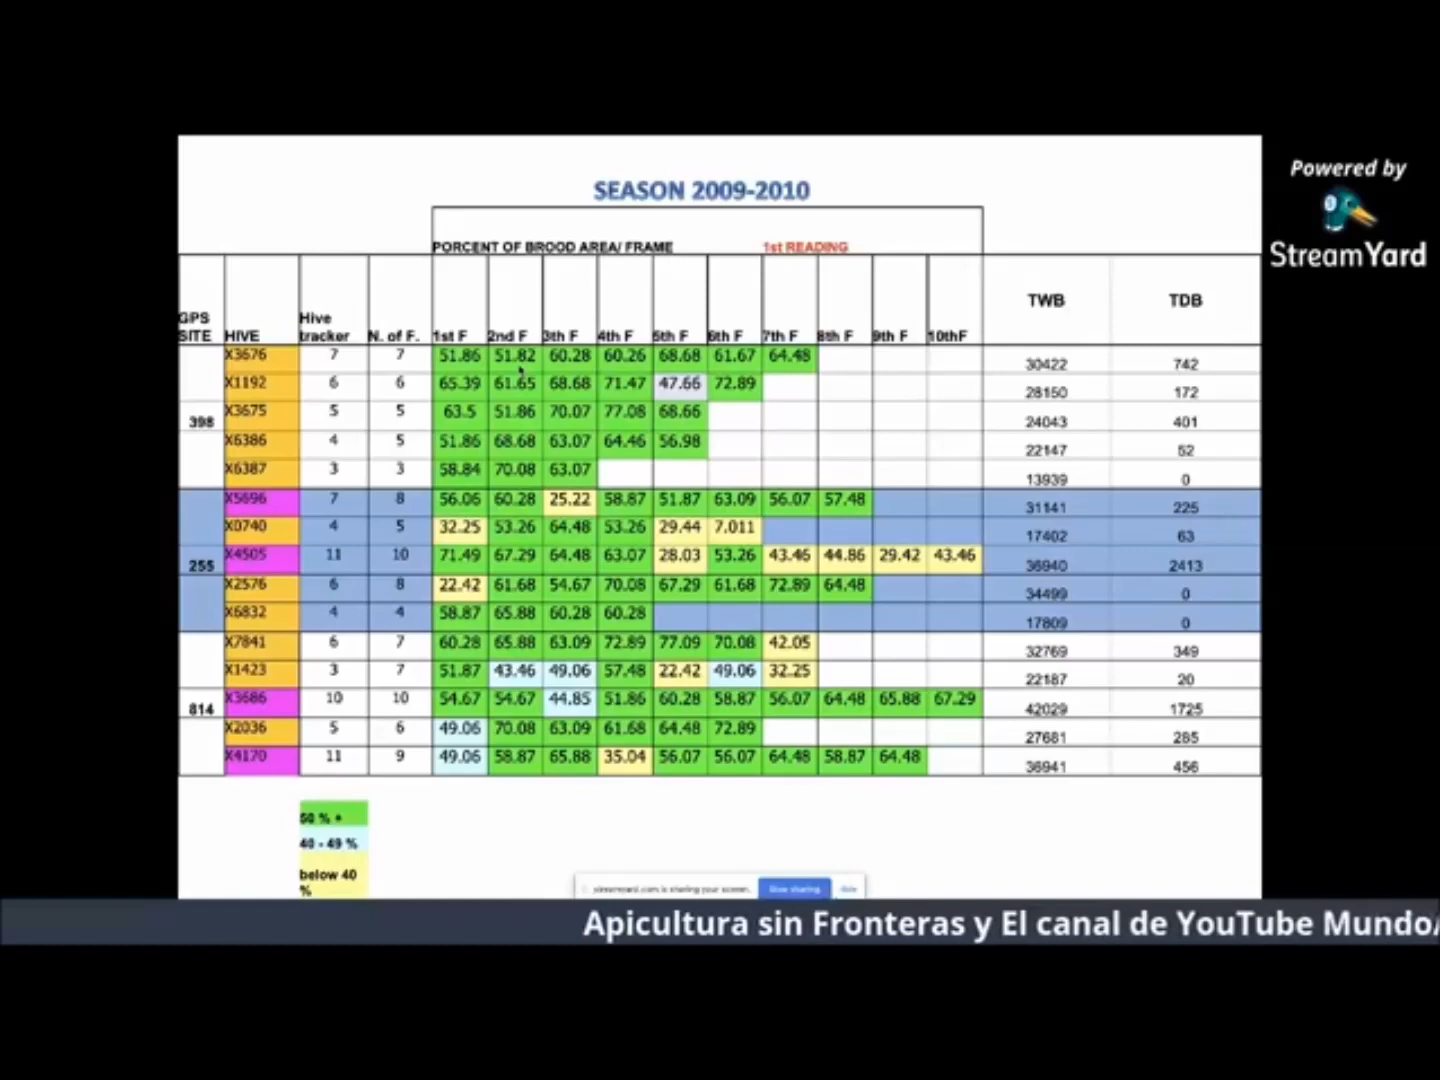 Powered by
StreamYard
SEASON 2009-2010
PORCENT OF BROOD AREA/ FRAME 1st READING
GPS SITE HIVE Hive tracker N. of F. 1st F 2nd F 3th F 4th F 5th F 6th F 7th F 8th F 9th F 10thF TWB TDB
X3676 7 7 51.86 51.82 60.28 60.26 68.68 61.67 64.48 30422 742
X1192 6 6 65.39 61.65 68.68 71.47 47.66 72.89 28150 172
398 X3675 5 5 63.5 51.86 70.07 77.08 68.66 24043 401
X6386 4 5 51.86 68.68 63.07 64.46 56.98 22147 52
X6387 3 3 58.84 70.08 63.07 13939 0
X5696 7 8 56.06 60.28 25.22 58.87 51.87 63.09 56.07 57.48 31141 225
X0740 4 5 32.25 53.26 64.48 53.26 29.44 7.011 17402 63
255 X4505 11 10 71.49 67.29 64.48 63.07 28.03 53.26 43.46 44.86 29.42 43.46 36940 2413
X2576 6 8 22.42 61.68 54.67 70.08 67.29 61.68 72.89 64.48 34499 0
X6832 4 4 58.87 65.88 60.28 60.28 17809 0
X7841 6 7 60.28 65.88 63.09 72.89 77.09 70.08 42.05 32769 349
X1423 3 7 51.87 43.46 49.06 57.48 22.42 49.06 32.25 22187 20
814 X3686 10 10 54.67 54.67 44.85 51.86 60.28 58.87 56.07 64.48 65.88 67.29 42029 1725
X2036 5 6 49.06 70.08 63.09 61.68 64.48 72.89 27681 285
X4170 11 9 49.06 58.87 65.88 35.04 56.07 56.07 64.48 58.87 64.48 36941 456
50 % +
40 - 49 %
below 40
%
streamyard.com is sharing your screen. Stop sharing Hide
Apicultura sin Fronteras y El canal de YouTube Mundo